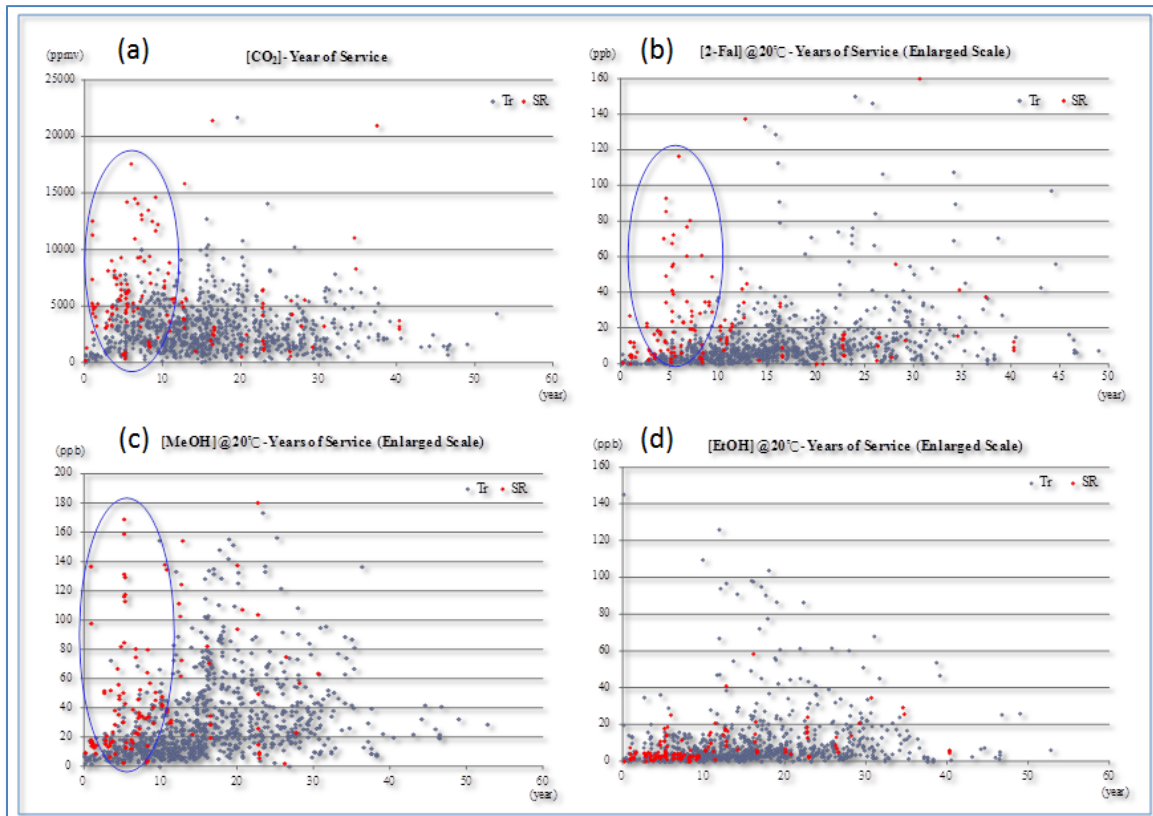 (a)
[CO₂]-Year of Service
(ppmv)
Tr SR
25000
20000
15000
10000
5000
0
0 10 20 30 40 50 60
(year)
(b)
[2-Fal] @20℃-Years of Service (Enlarged Scale)
(ppb)
Tr SR
160
140
120
100
80
60
40
20
0
0 5 10 15 20 25 30 35 40 45 50
(year)
(c)
[MeOH] @20℃-Years of Service (Enlarged Scale)
(ppb)
Tr SR
200
180
160
140
120
100
80
60
40
20
0
0 10 20 30 40 50 60
(year)
(d)
[EtOH] @20℃-Years of Service (Enlarged Scale)
(ppb)
Tr SR
160
140
120
100
80
60
40
20
0
0 10 20 30 40 50 60
(year)